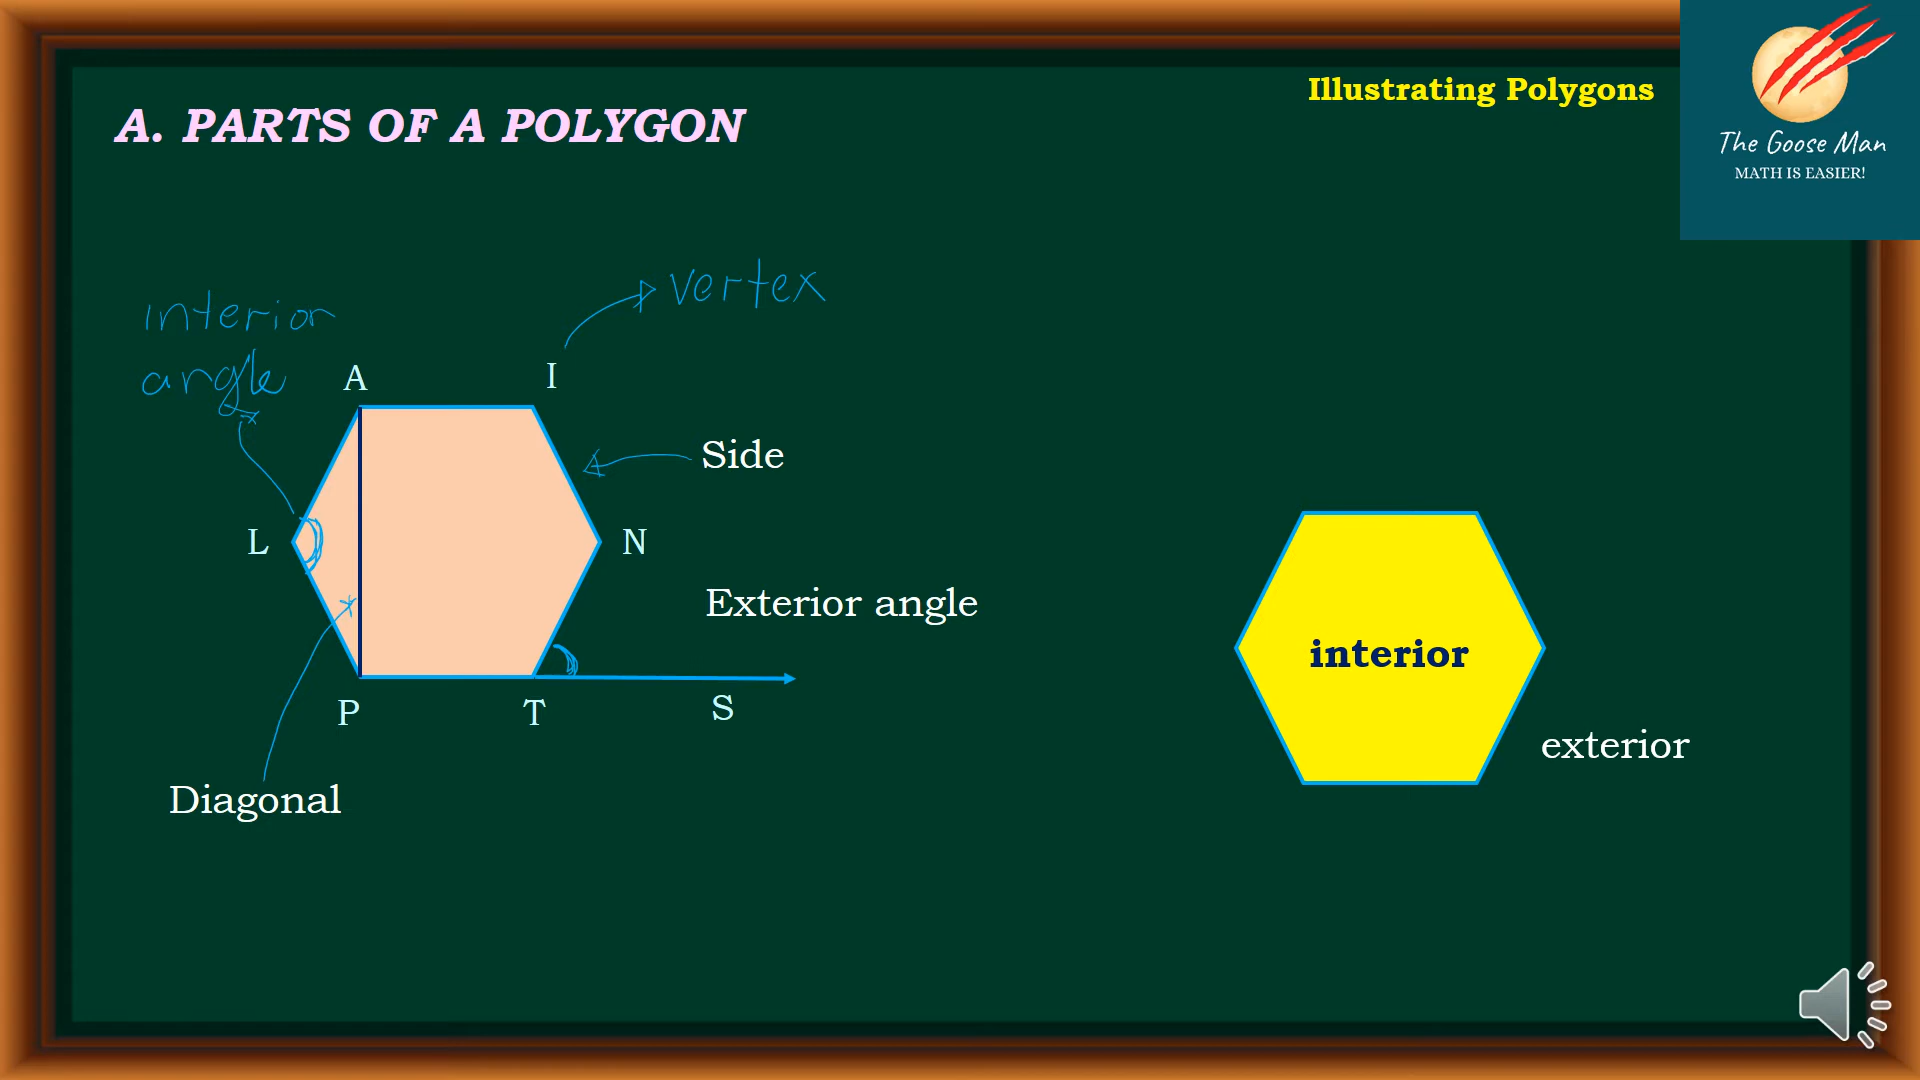 Illustrating Polygons
The Goose Man
MATH IS EASIER!
A. PARTS OF A POLYGON
vertex
interior
angle
A
I
Side
L
N
Exterior angle
P
T
S
Diagonal
interior
exterior